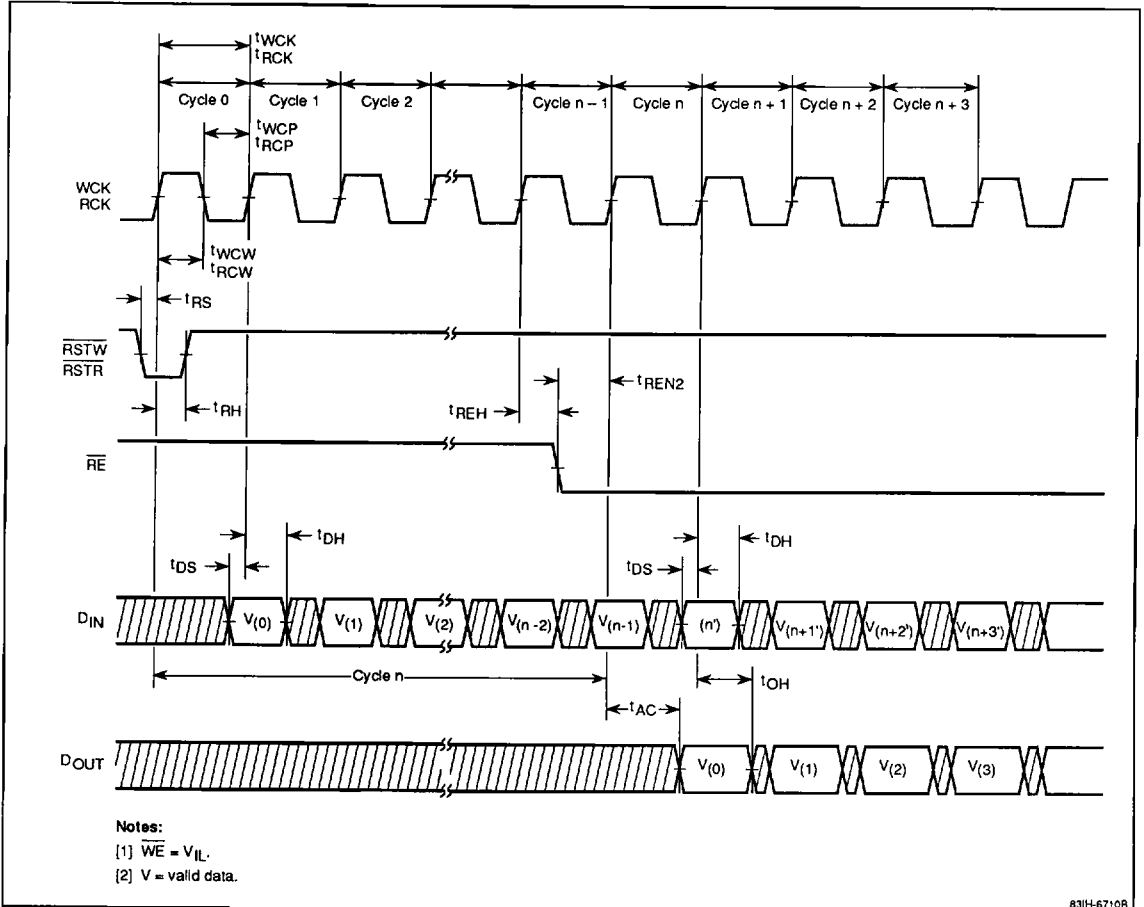 tWCK
tRCK
Cycle 0 Cycle 1 Cycle 2 Cycle n – 1 Cycle n Cycle n + 1 Cycle n + 2 Cycle n + 3
tWCP
tRCP
WCK
RCK
tWCW
tRCW
tRS
RSTW
RSTR
tREN2
tRH
tREH
RE
tDH
tDH
tDS
tDS
DIN V(0) V(1) V(2) V(n -2) V(n-1) (n') V(n+1') V(n+2') V(n+3')
Cycle n
tOH
tAC
DOUT V(0) V(1) V(2) V(3)
Notes:
[1] WE = VIL.
[2] V = valid data.
83IH-6710B